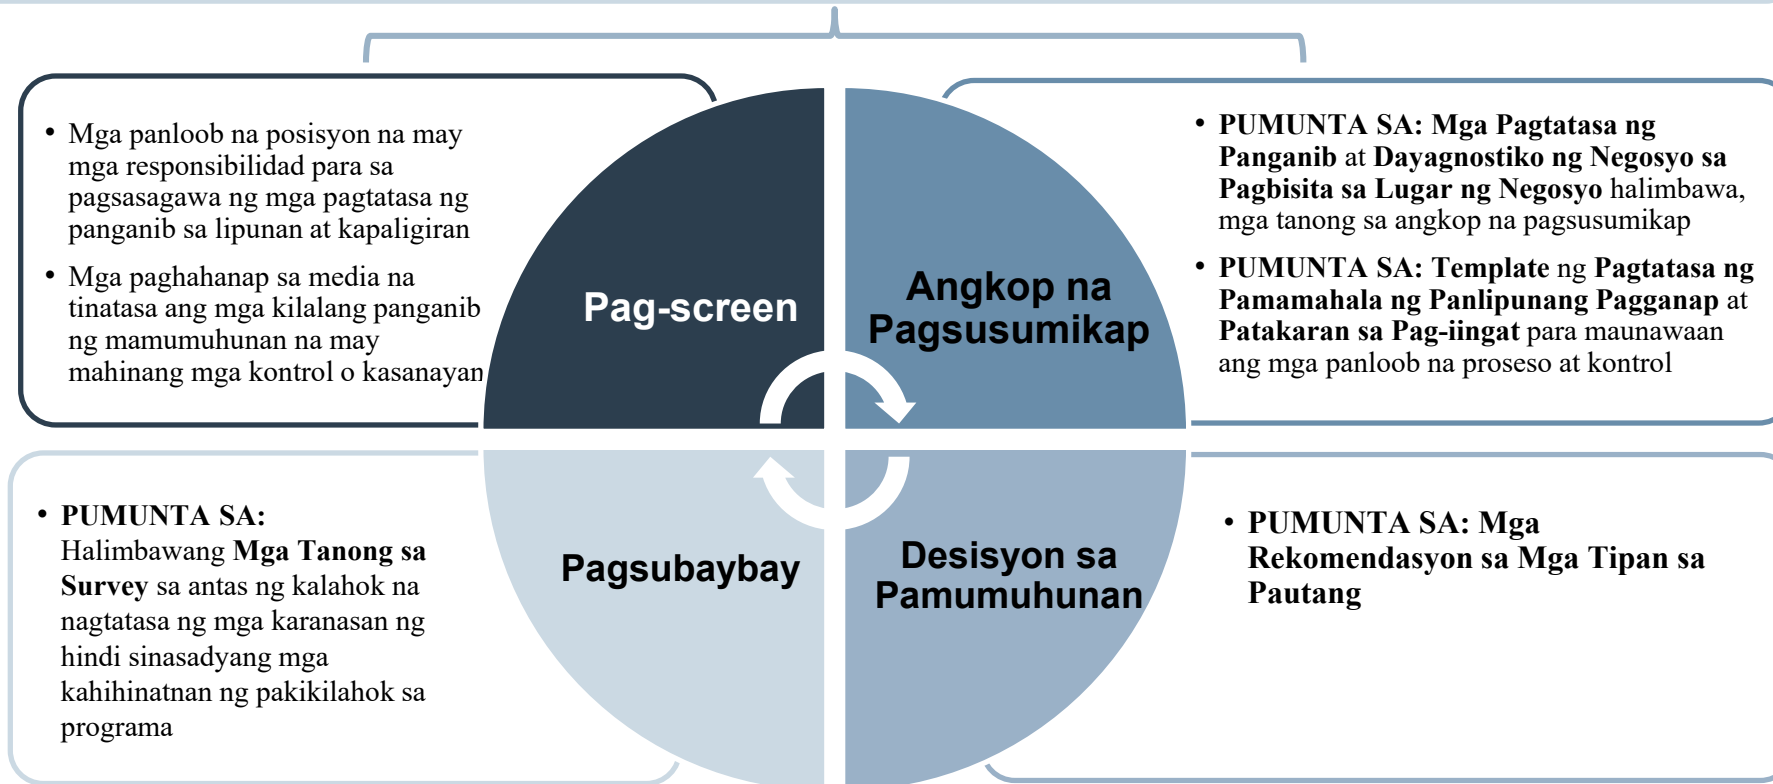 • Mga panloob na posisyon na may
mga responsibilidad para sa
pagsasagawa ng mga pagtatasa ng
panganib sa lipunan at kapaligiran
• Mga paghahanap sa media na
tinatasa ang mga kilalang panganib
ng mamumuhunan na may
mahinang mga kontrol o kasanayan
Pag-screen
Angkop na
Pagsusumikap
• PUMUNTA SA: Mga Pagtatasa ng
Panganib at Dayagnostiko ng Negosyo sa
Pagbisita sa Lugar ng Negosyo halimbawa,
mga tanong sa angkop na pagsusumikap
• PUMUNTA SA: Template ng Pagtatasa ng
Pamamahala ng Panlipunang Pagganap at
Patakaran sa Pag-iingat para maunawaan
ang mga panloob na proseso at kontrol
• PUMUNTA SA:
Halimbawang Mga Tanong sa
Survey sa antas ng kalahok na
nagtatasa ng mga karanasan ng
hindi sinasadyang mga
kahihinatnan ng pakikilahok sa
programa
Pagsubaybay
Desisyon sa
Pamumuhunan
• PUMUNTA SA: Mga
Rekomendasyon sa Mga Tipan sa
Pautang